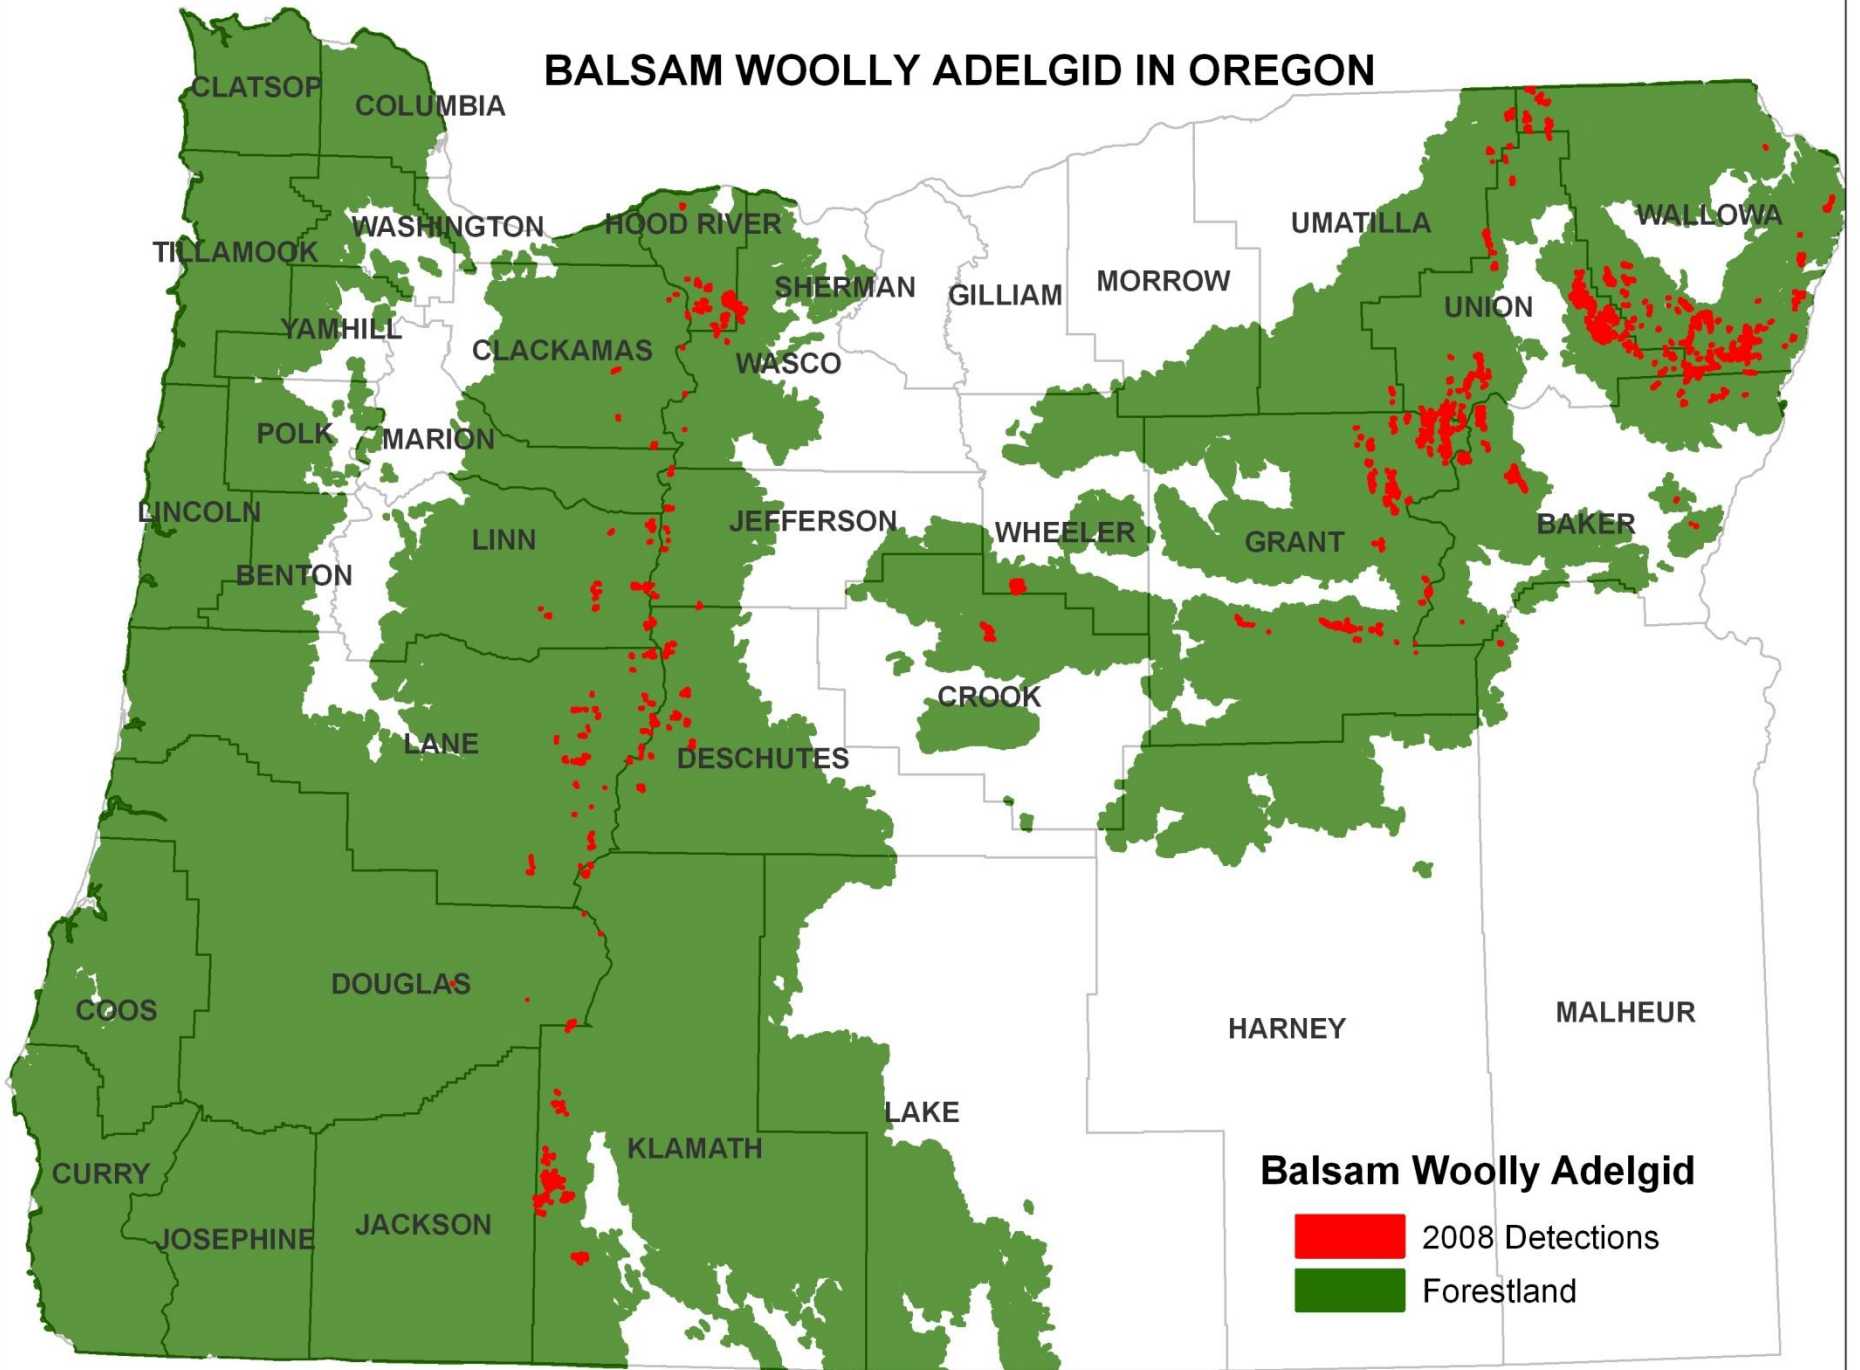 BALSAM WOOLLY ADELGID IN OREGON
CLATSOP
COLUMBIA
WASHINGTON
HOOD RIVER
UMATILLA
WALLOWA
TILLAMOOK
SHERMAN
GILLIAM
MORROW
UNION
YAMHILL
CLACKAMAS
WASCO
POLK
MARION
LINCOLN
LINN
JEFFERSON
WHEELER
GRANT
BAKER
BENTON
CROOK
LANE
DESCHUTES
DOUGLAS
COOS
HARNEY
MALHEUR
LAKE
KLAMATH
CURRY
JOSEPHINE
JACKSON
Balsam Woolly Adelgid
2008 Detections
Forestland